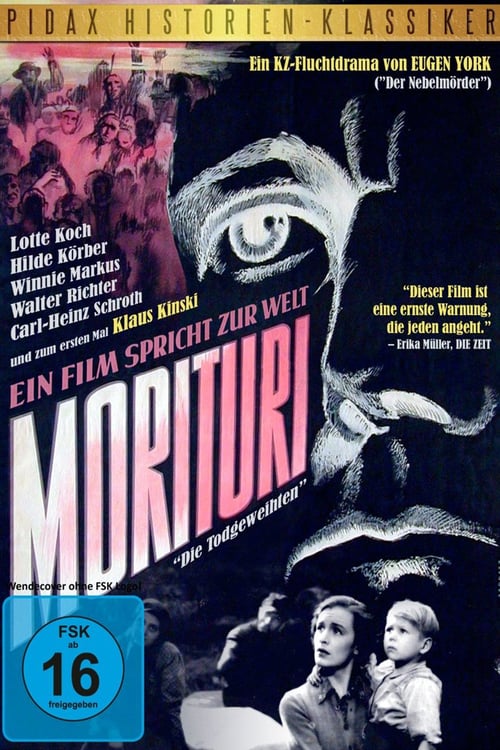 PIDAX HISTORIEN-KLASSIKER
Ein KZ-Fluchtdrama von EUGEN YORK
("Der Nebelmörder")
Lotte Koch
Hilde Körber
Winnie Markus
Walter Richter
Carl-Heinz Schroth
und zum ersten Mal Klaus Kinski
“Dieser Film ist
eine ernste Warnung,
die jeden angeht.”
– Erika Müller, DIE ZEIT
EIN FILM SPRICHT ZUR WELT
MORITURI
“Die Todgeweihten”
Wendecover ohne FSK Logo!
FSK
ab
16
freigegeben